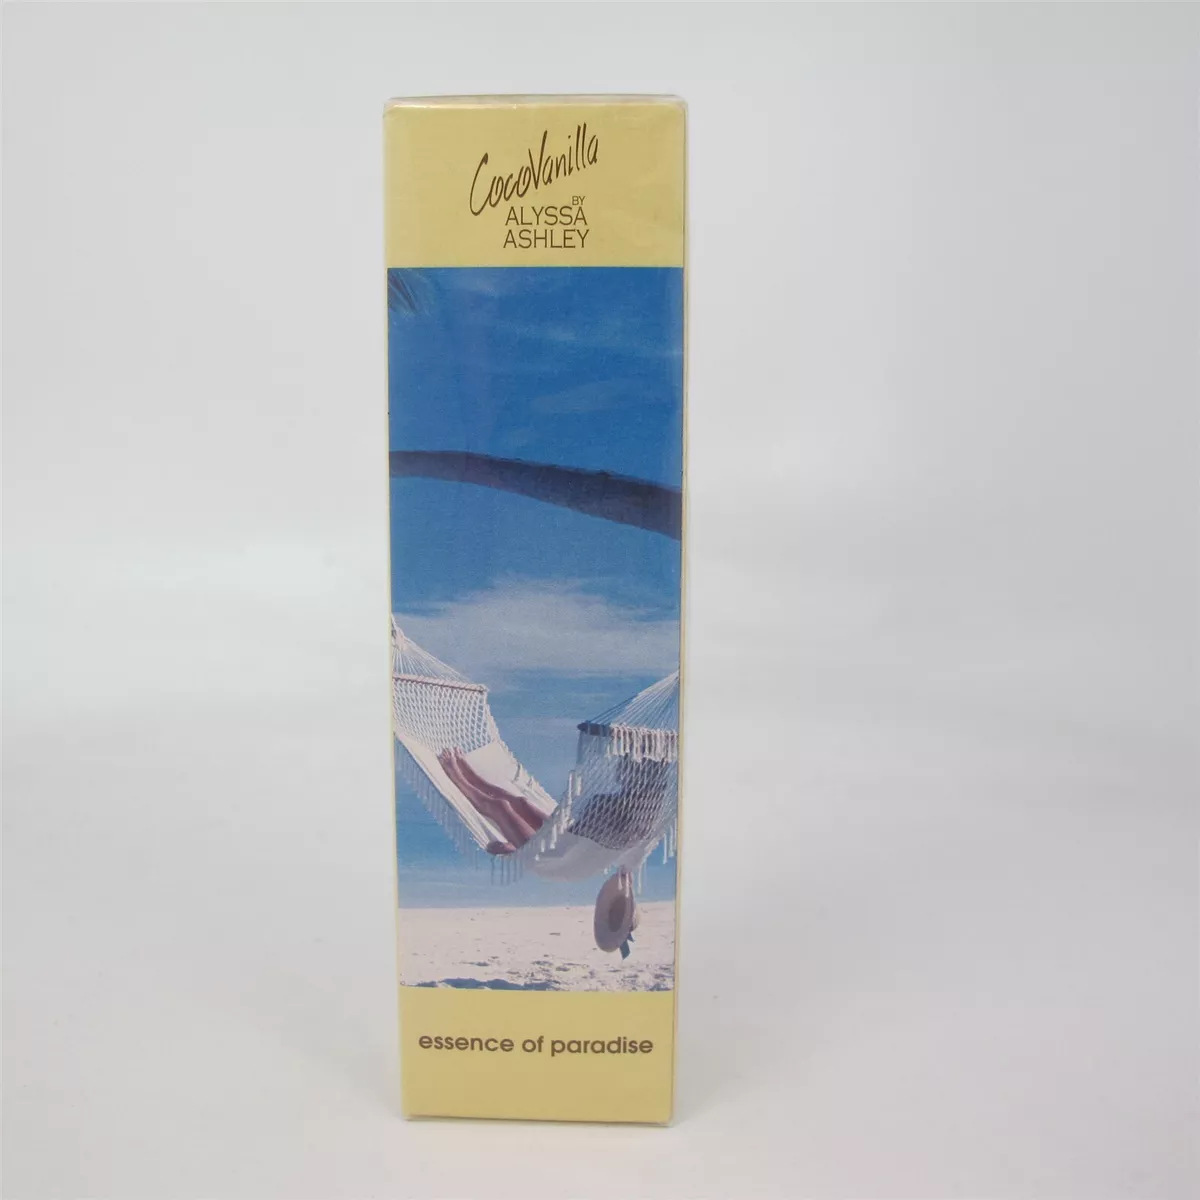 CocoVanilla
BY
ALYSSA
ASHLEY
essence of paradise